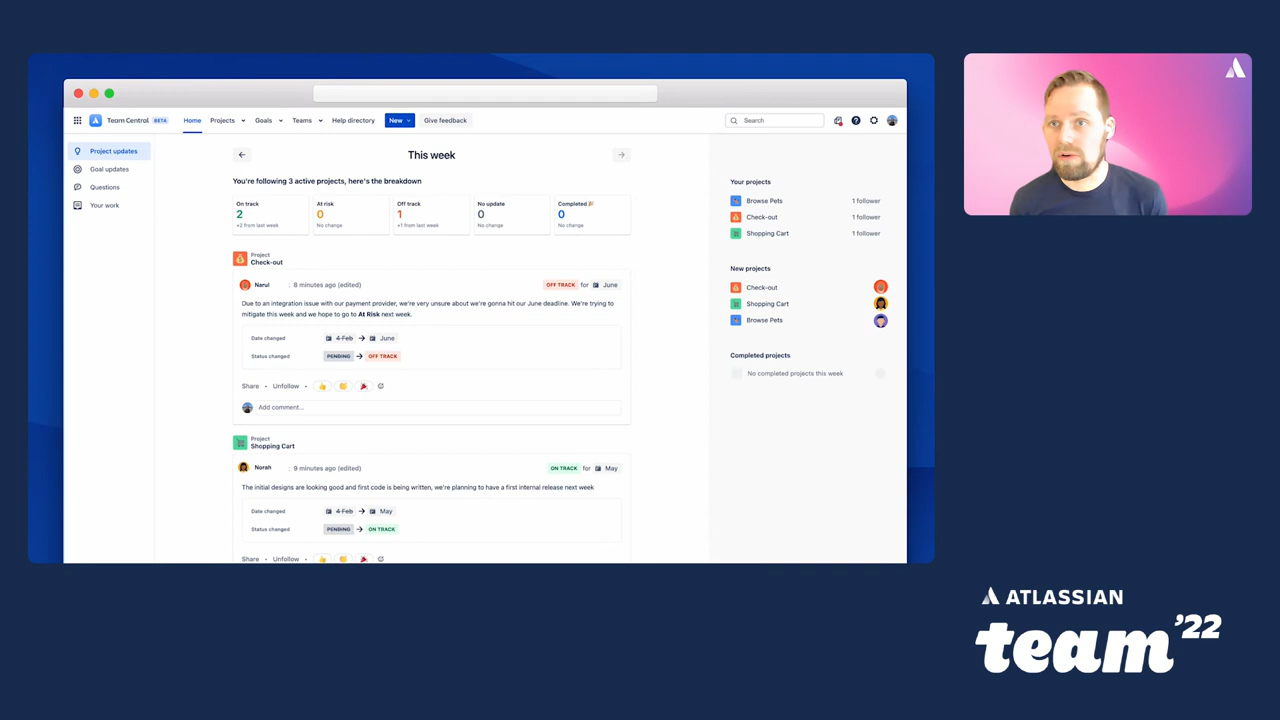 Team Central BETA Home Projects Goals Teams Help directory New Give feedback Search
Project updates
Goal updates
Questions
Your work
This week
You're following 3 active projects, here's the breakdown
On track
2
+2 from last week
At risk
0
No change
Off track
1
+1 from last week
No update
0
No change
Completed 🎉
0
No change
Project
Check-out
Narul : 8 minutes ago (edited) OFF TRACK for June
Due to an integration issue with our payment provider, we're very unsure about we're gonna hit our June deadline. We're trying to
mitigate this week and we hope to go to At Risk next week.
Date changed 4 Feb → June
Status changed PENDING → OFF TRACK
Share • Unfollow •
Add comment...
Project
Shopping Cart
Norah : 9 minutes ago (edited) ON TRACK for May
The initial designs are looking good and first code is being written, we're planning to have a first internal release next week
Date changed 4 Feb → May
Status changed PENDING → ON TRACK
Share • Unfollow •
Your projects
Browse Pets 1 follower
Check-out 1 follower
Shopping Cart 1 follower
New projects
Check-out
Shopping Cart
Browse Pets
Completed projects
No completed projects this week
ATLASSIAN
team '22